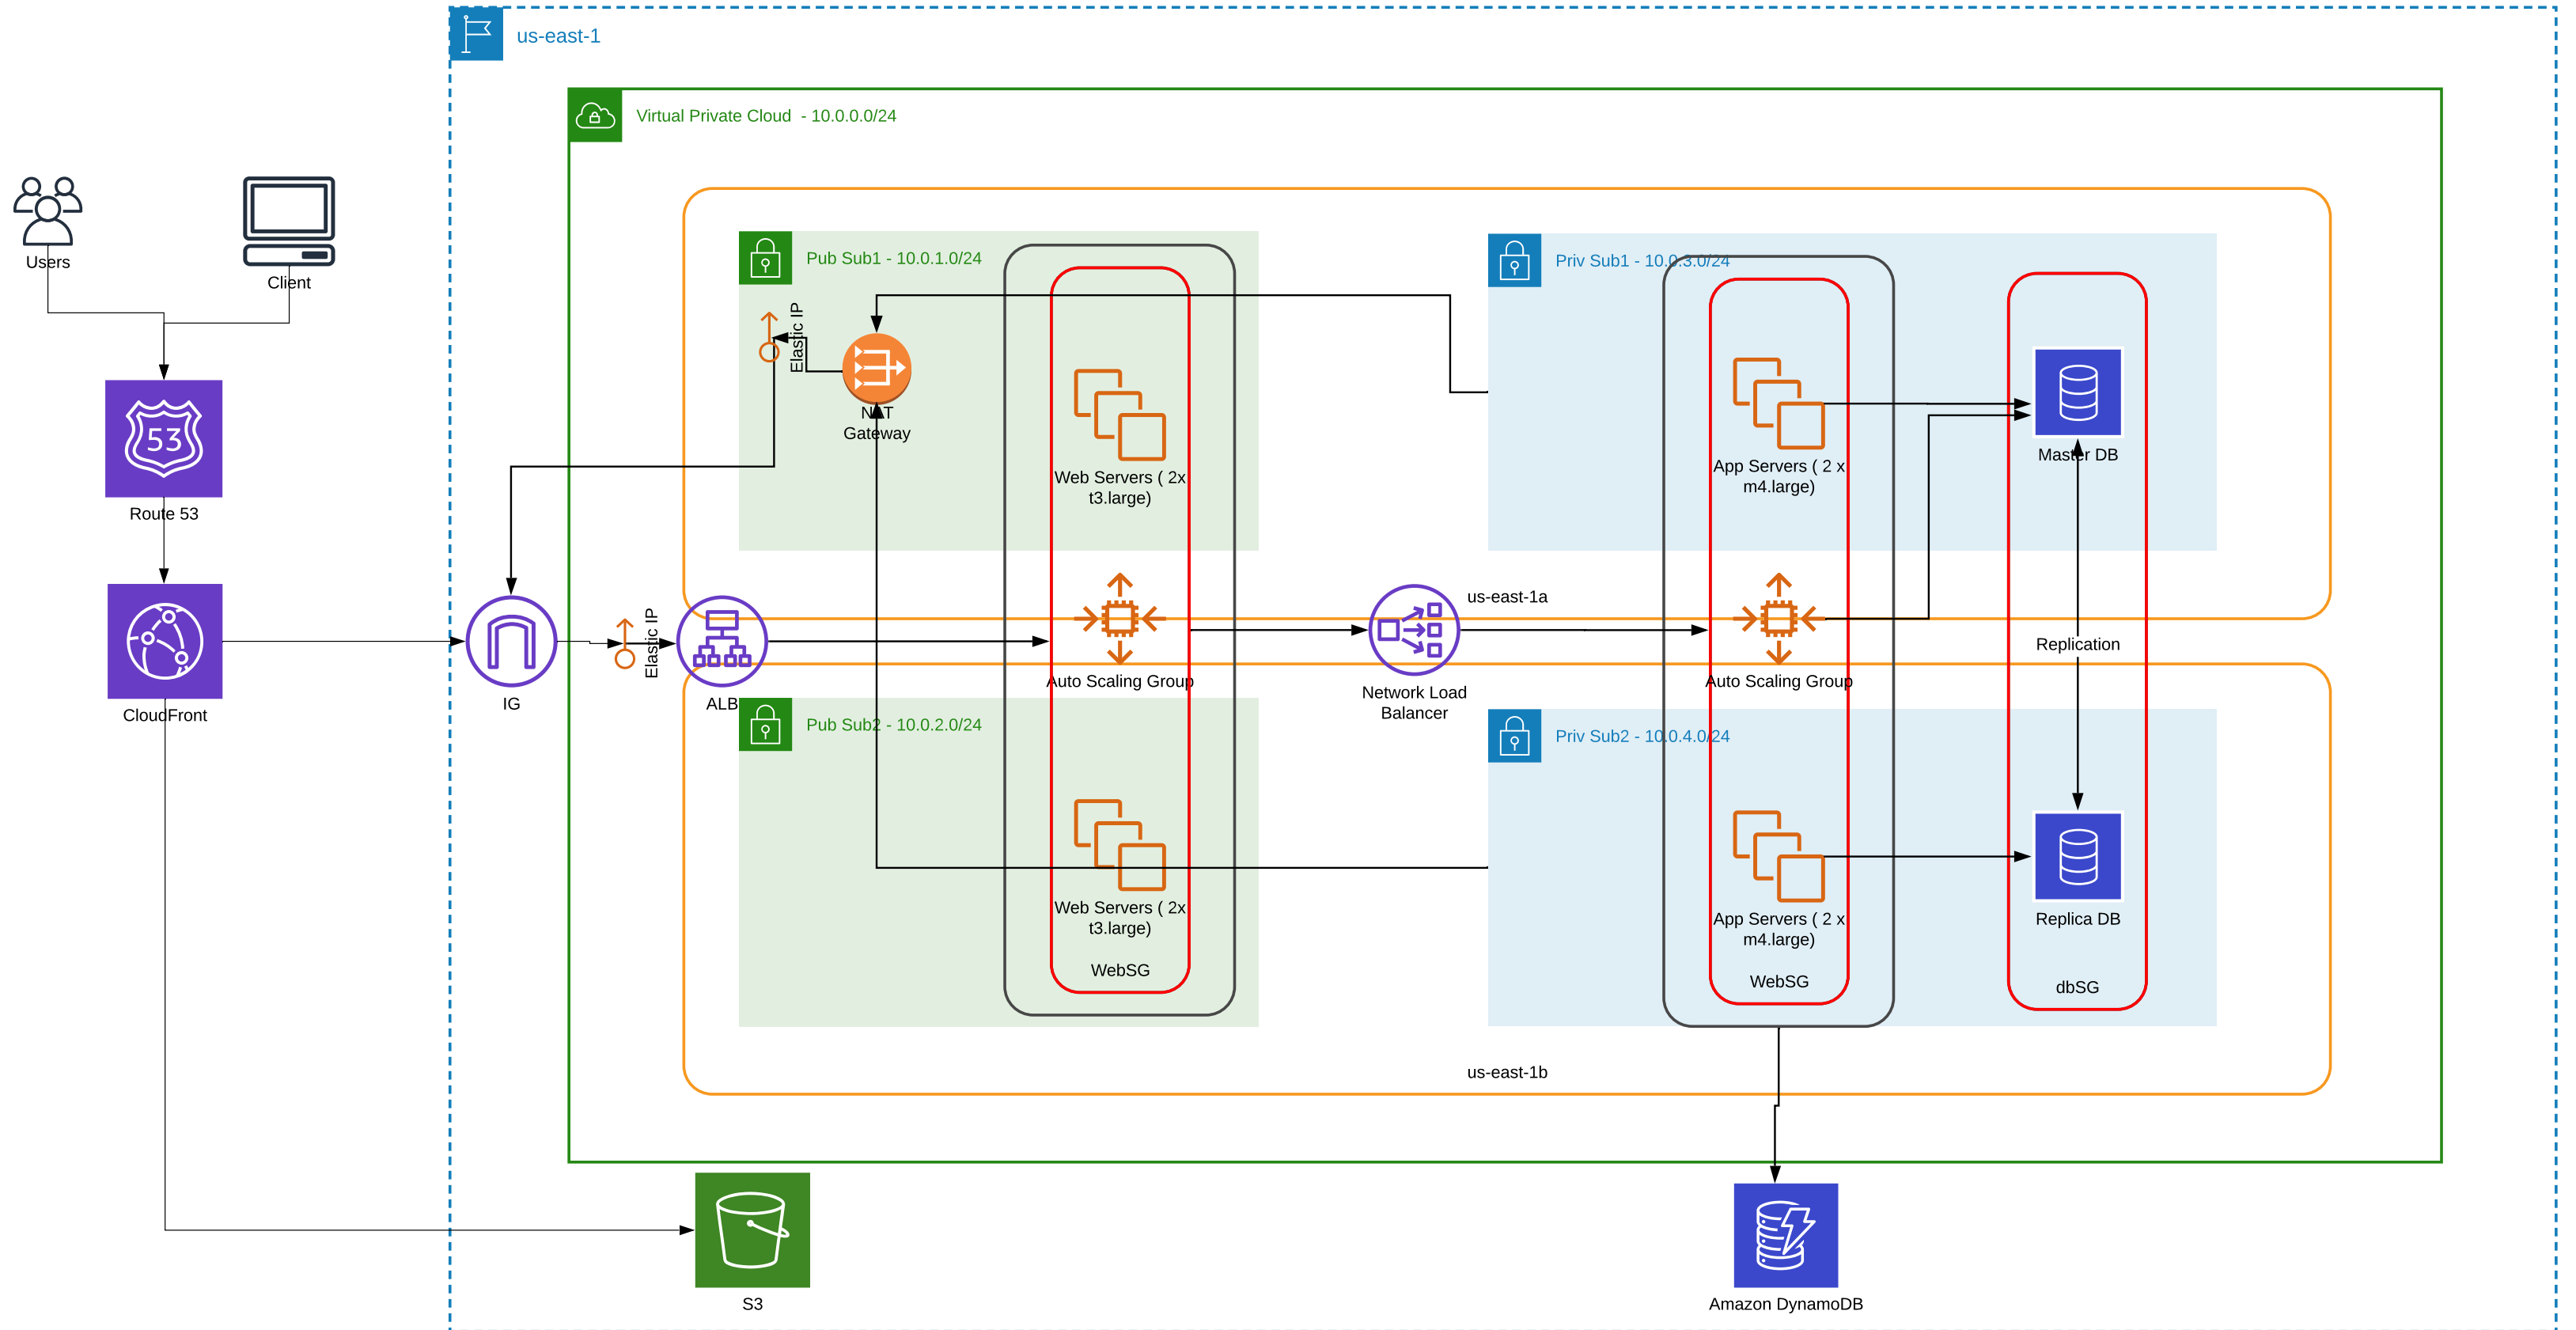 us-east-1
Virtual Private Cloud - 10.0.0.0/24
Users
Client
Pub Sub1 - 10.0.1.0/24
Priv Sub1 - 10.0.3.0/24
Elastic IP
NAT
Gateway
53
Route 53
Web Servers ( 2x
t3.large)
App Servers ( 2 x
m4.large)
Master DB
us-east-1a
Elastic IP
Replication
CloudFront
IG
ALB
Auto Scaling Group
Network Load
Balancer
Auto Scaling Group
Pub Sub2 - 10.0.2.0/24
Priv Sub2 - 10.0.4.0/24
Web Servers ( 2x
t3.large)
WebSG
App Servers ( 2 x
m4.large)
WebSG
Replica DB
dbSG
us-east-1b
S3
Amazon DynamoDB